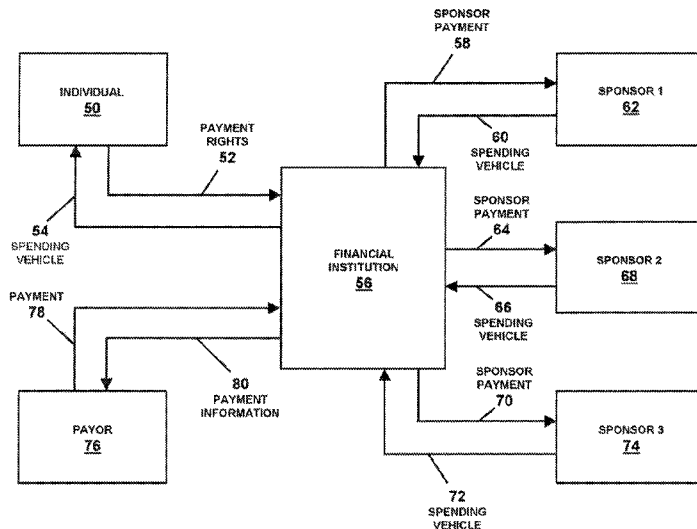 SPONSOR
PAYMENT
58
INDIVIDUAL
50
SPONSOR 1
62
PAYMENT
RIGHTS
52
60
SPENDING
VEHICLE
54
SPENDING
VEHICLE
SPONSOR
PAYMENT
64
FINANCIAL
INSTITUTION
56
SPONSOR 2
68
66
SPENDING
VEHICLE
PAYMENT
78
80
PAYMENT
INFORMATION
SPONSOR
PAYMENT
70
PAYOR
76
SPONSOR 3
74
72
SPENDING
VEHICLE